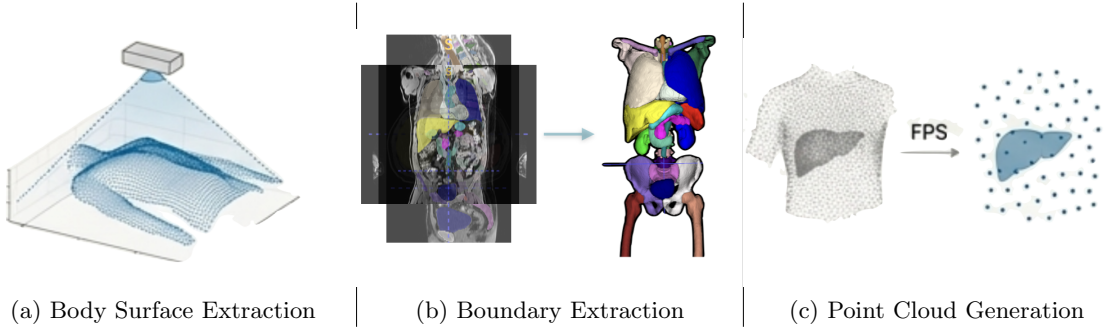 FPS
(a) Body Surface Extraction
(b) Boundary Extraction
(c) Point Cloud Generation